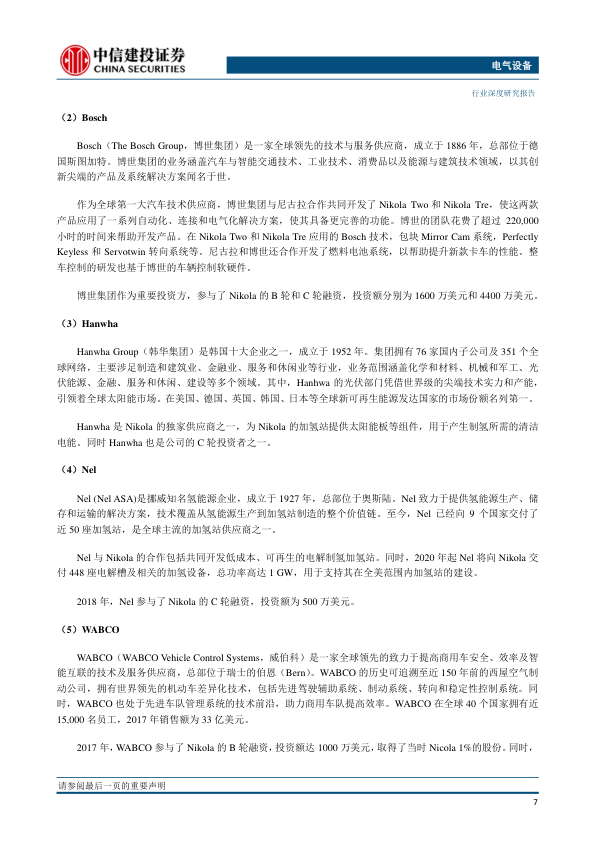 中信建投证券
CHINA SECURITIES
电气设备
行业深度研究报告
（2）Bosch
Bosch（The Bosch Group，博世集团）是一家全球领先的技术与服务供应商，成立于 1886 年，总部位于德
国斯图加特。博世集团的业务涵盖汽车与智能交通技术、工业技术、消费品以及能源与建筑技术领域，以其创
新尖端的产品及系统解决方案闻名于世。
作为全球第一大汽车技术供应商，博世集团与尼古拉合作共同开发了 Nikola Two 和 Nikola Tre，使这两款
产品应用了一系列自动化、连接和电气化解决方案，使其具备更完善的功能。博世的团队花费了超过 220,000
小时的时间来帮助开发产品。在 Nikola Two 和 Nikola Tre 应用的 Bosch 技术，包块 Mirror Cam 系统，Perfectly
Keyless 和 Servotwin 转向系统等。尼古拉和博世还合作开发了燃料电池系统，以帮助提升新款卡车的性能。整
车控制的研发也基于博世的车辆控制软硬件。
博世集团作为重要投资方，参与了 Nikola 的 B 轮和 C 轮融资，投资额分别为 1600 万美元和 4400 万美元。
（3）Hanwha
Hanwha Group（韩华集团）是韩国十大企业之一，成立于 1952 年。集团拥有 76 家国内子公司及 351 个全
球网络，主要涉足制造和建筑业、金融业、服务和休闲业等行业，业务范围涵盖化学和材料、机械和军工、光
伏能源、金融、服务和休闲、建设等多个领域。其中，Hanhwa 的光伏部门凭借世界级的尖端技术实力和产能，
引领着全球太阳能市场。在美国、德国、英国、韩国、日本等全球新可再生能源发达国家的市场份额名列第一。
Hanwha 是 Nikola 的独家供应商之一，为 Nikola 的加氢站提供太阳能板等组件，用于产生制氢所需的清洁
电能。同时 Hanwha 也是公司的 C 轮投资者之一。
（4）Nel
Nel (Nel ASA)是挪威知名氢能源企业，成立于 1927 年，总部位于奥斯陆。Nel 致力于提供氢能源生产、储
存和运输的解决方案，技术覆盖从氢能源生产到加氢站制造的整个价值链。至今，Nel 已经向 9 个国家交付了
近 50 座加氢站，是全球主流的加氢站供应商之一。
Nel 与 Nikola 的合作包括共同开发低成本、可再生的电解制氢加氢站。同时，2020 年起 Nel 将向 Nikola 交
付 448 座电解槽及相关的加氢设备，总功率高达 1 GW，用于支持其在全美范围内加氢站的建设。
2018 年，Nel 参与了 Nikola 的 C 轮融资，投资额为 500 万美元。
（5）WABCO
WABCO（WABCO Vehicle Control Systems，威伯科）是一家全球领先的致力于提高商用车安全、效率及智
能互联的技术及服务供应商，总部位于瑞士的伯恩（Bern）。WABCO 的历史可追溯至近 150 年前的西屋空气制
动公司，拥有世界领先的机动车差异化技术，包括先进驾驶辅助系统、制动系统、转向和稳定性控制系统。同
时，WABCO 也处于先进车队管理系统的技术前沿，助力商用车队提高效率。WABCO 在全球 40 个国家拥有近
15,000 名员工，2017 年销售额为 33 亿美元。
2017 年，WABCO 参与了 Nikola 的 B 轮融资，投资额达 1000 万美元，取得了当时 Nicola 1%的股份。同时，
请参阅最后一页的重要声明
7